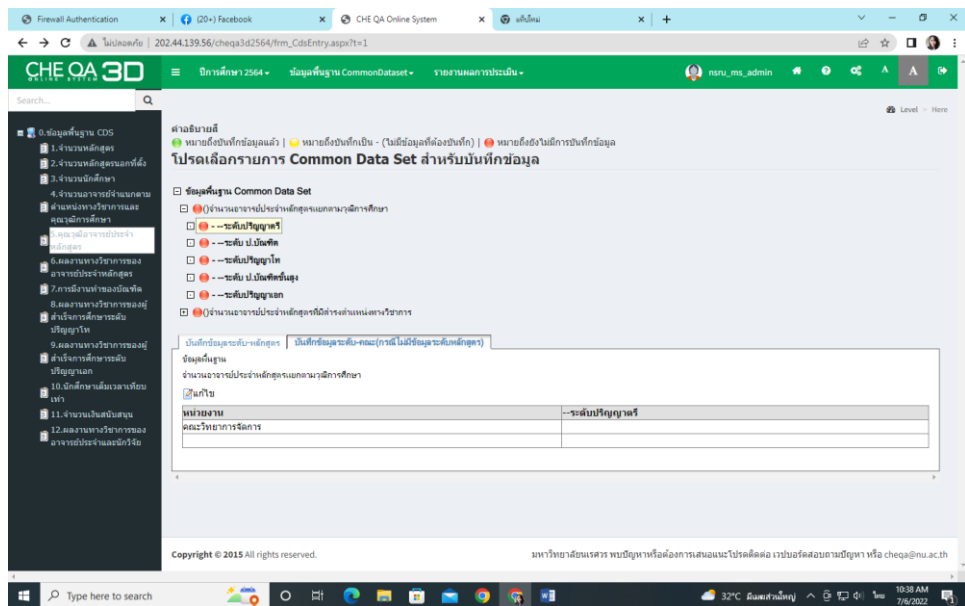 Firewall Authentication
(20+) Facebook
CHE QA Online System
แท็บใหม่
ไม่ปลอดภัย | 202.44.139.56/cheqa3d2564/frm_CdsEntry.aspx?t=1
CHE QA 3D
ONLINE SYSTEM
ปีการศึกษา 2564
ข้อมูลพื้นฐาน CommonDataset
รายงานผลการประเมิน
nsru_ms_admin
A
A
Search...
Level > Here
0.ข้อมูลพื้นฐาน CDS
1.จำนวนหลักสูตร
2.จำนวนหลักสูตรนอกที่ตั้ง
3.จำนวนนักศึกษา
4.จำนวนอาจารย์จำแนกตาม
ตำแหน่งทางวิชาการและ
คุณวุฒิการศึกษา
5.คุณวุฒิอาจารย์ประจำ
หลักสูตร
6.ผลงานทางวิชาการของ
อาจารย์ประจำหลักสูตร
7.การมีงานทำของบัณฑิต
8.ผลงานทางวิชาการของผู้
สำเร็จการศึกษาระดับ
ปริญญาโท
9.ผลงานทางวิชาการของผู้
สำเร็จการศึกษาระดับ
ปริญญาเอก
10.นักศึกษาเต็มเวลาเทียบ
เท่า
11.จำนวนเงินสนับสนุน
12.ผลงานทางวิชาการของ
อาจารย์ประจำและนักวิจัย
คำอธิบายสี
หมายถึงบันทึกข้อมูลแล้ว | หมายถึงบันทึกเป็น - (ไม่มีข้อมูลที่ต้องบันทึก) | หมายถึงยังไม่มีการบันทึกข้อมูล
โปรดเลือกรายการ Common Data Set สำหรับบันทึกข้อมูล
ข้อมูลพื้นฐาน Common Data Set
()จำนวนอาจารย์ประจำหลักสูตรแยกตามวุฒิการศึกษา
- --ระดับปริญญาตรี
- --ระดับ ป.บัณฑิต
- --ระดับปริญญาโท
- --ระดับ ป.บัณฑิตขั้นสูง
- --ระดับปริญญาเอก
()จำนวนอาจารย์ประจำหลักสูตรที่มีดำรงตำแหน่งทางวิชาการ
บันทึกข้อมูลระดับ-หลักสูตร
บันทึกข้อมูลระดับ-คณะ(กรณีไม่มีข้อมูลระดับหลักสูตร)
ข้อมูลพื้นฐาน
จำนวนอาจารย์ประจำหลักสูตรแยกตามวุฒิการศึกษา
แก้ไข
หน่วยงาน
--ระดับปริญญาตรี
คณะวิทยาการจัดการ
Copyright © 2015 All rights reserved.
มหาวิทยาลัยนเรศวร พบปัญหาหรือต้องการเสนอแนะโปรดติดต่อ เวปบอร์ดสอบถามปัญหา หรือ cheqa@nu.ac.th
Type here to search
32°C มีแดดส่วนใหญ่
ไทย
10:38 AM
7/6/2022